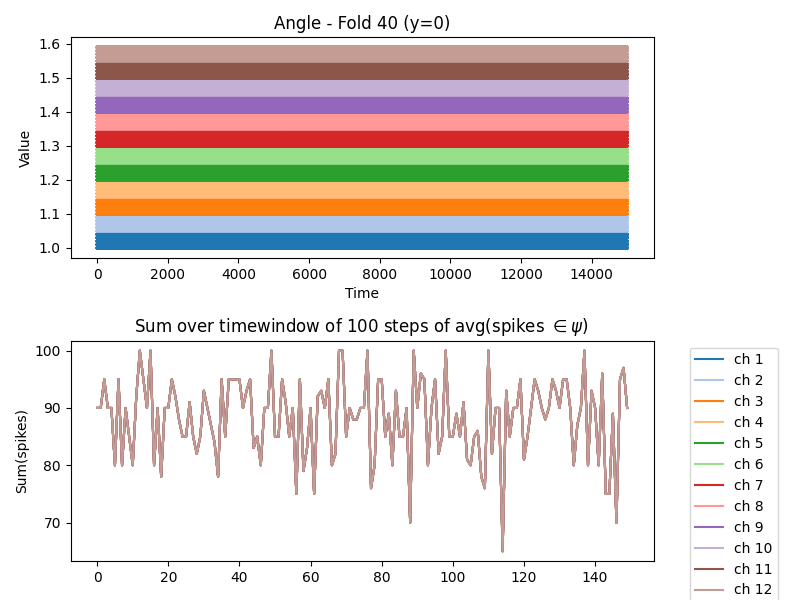 Angle - Fold 40 (y=0)
1.6
1.5
1.4
1.3
1.2
1.1
1.0
Value
0 2000 4000 6000 8000 10000 12000 14000
Time
Sum over timewindow of 100 steps of avg(spikes ∈ ψ)
100
90
80
70
Sum(spikes)
0 20 40 60 80 100 120 140
ch 1
ch 2
ch 3
ch 4
ch 5
ch 6
ch 7
ch 8
ch 9
ch 10
ch 11
ch 12